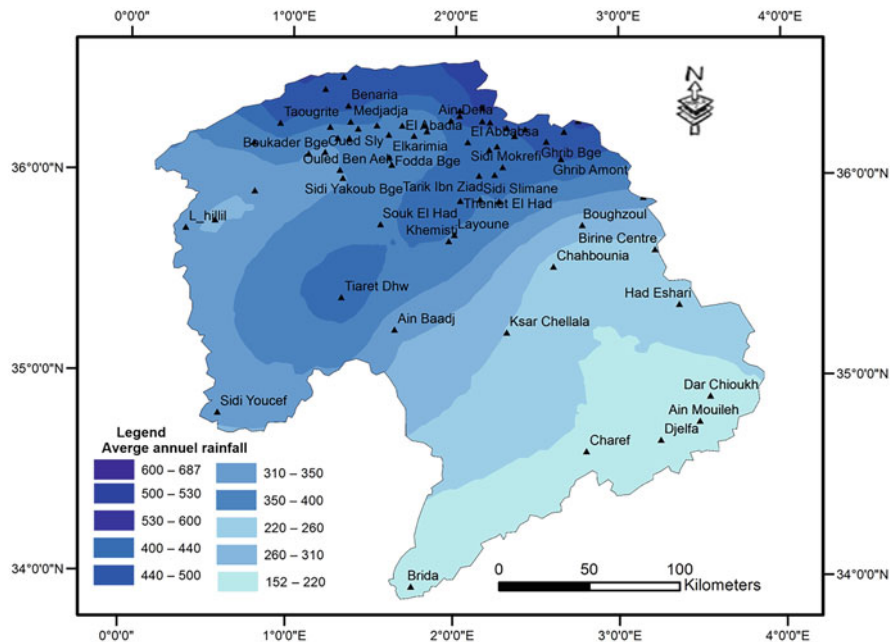 0°0'0"E 1°0'0"E 2°0'0"E 3°0'0"E 4°0'0"E
N
Benaria
Taougrite Medjadja Ain Defla
El Abadia El Abbabsa
Boukader Bge Oued Sly Elkarimia Ghrib Bge
Ouled Ben Aek Fodda Bge Sidi Mokrefi Ghrib Amont
36°0'0"N 36°0'0"N
Sidi Yakoub Bge Tarik Ibn Ziad Sidi Slimane
Theniet El Had
L_hillil Souk El Had Layoune Boughzoul
Khemisti Birine Centre
Chahbounia
Tiaret Dhw Had Eshari
Ain Baadj Ksar Chellala
35°0'0"N 35°0'0"N
Sidi Youcef Dar Chioukh
Ain Mouileh
Djelfa
Charef
Legend
Averge annuel rainfall
600 – 687 310 – 350
500 – 530 350 – 400
530 – 600 220 – 260
400 – 440 260 – 310
440 – 500 152 – 220
34°0'0"N 34°0'0"N
Brida
0 50 100
Kilometers
0°0'0"E 1°0'0"E 2°0'0"E 3°0'0"E 4°0'0"E